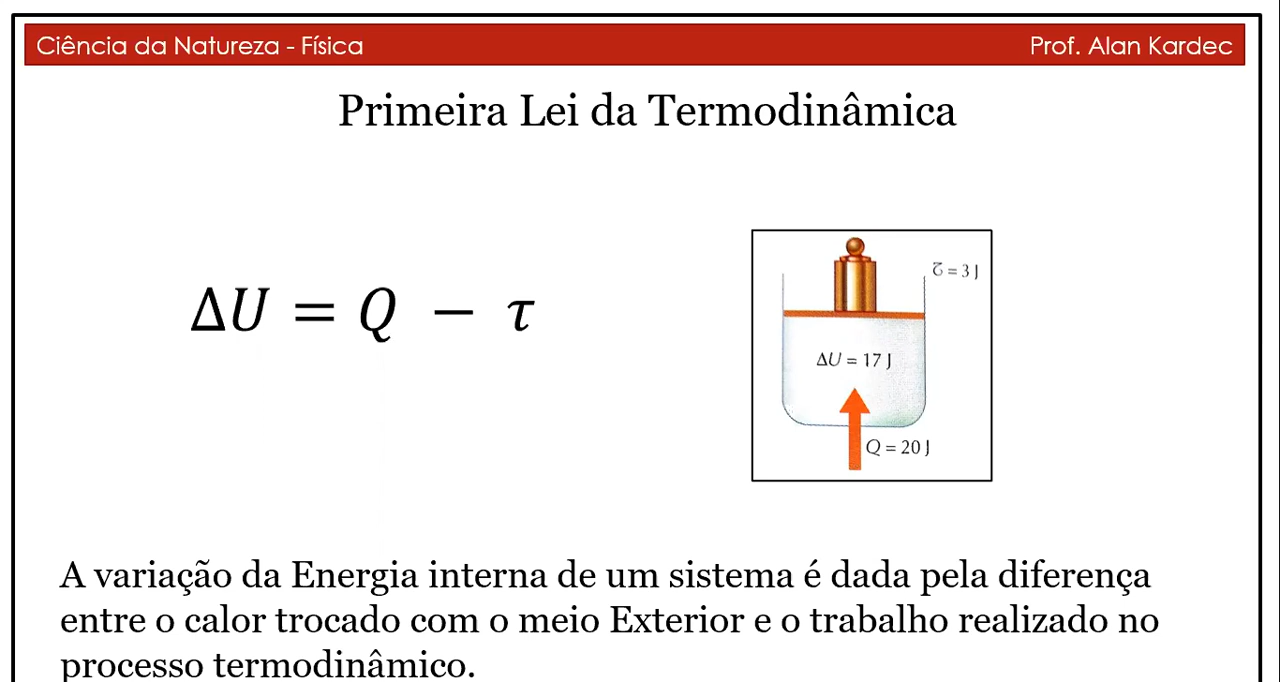 Ciência da Natureza - Física Prof. Alan Kardec
Primeira Lei da Termodinâmica
ΔU = Q − τ
ζ = 3 J
ΔU = 17 J
Q = 20 J
A variação da Energia interna de um sistema é dada pela diferença
entre o calor trocado com o meio Exterior e o trabalho realizado no
processo termodinâmico.